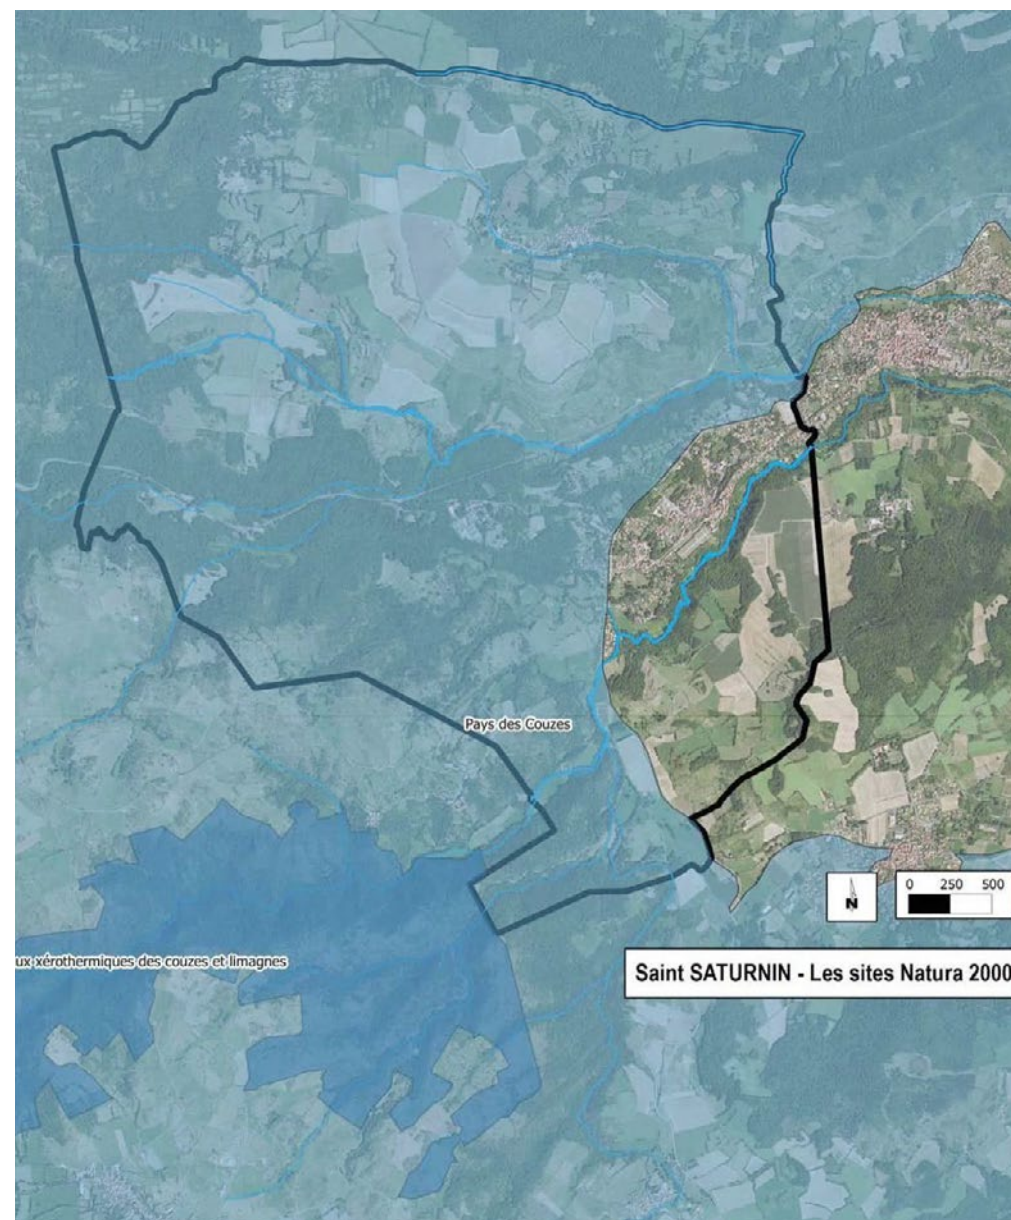 Pays des Couzes
N
0 250 500
ux xérothermiques des couzes et limagnes
Saint SATURNIN - Les sites Natura 2000